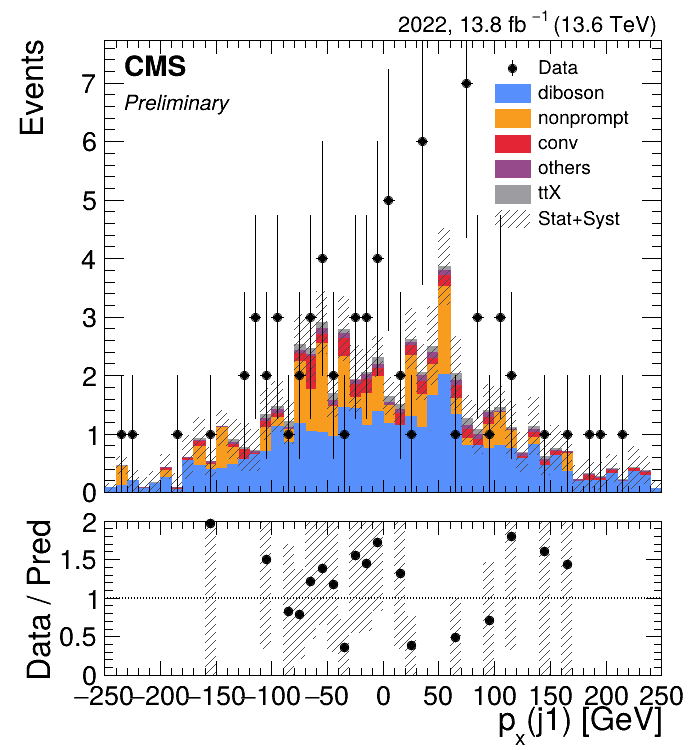 2022, 13.8 fb⁻¹ (13.6 TeV)
CMS
Preliminary
Events
7
6
5
4
3
2
1
0
Data
diboson
nonprompt
conv
others
ttX
Stat+Syst
Data / Pred
2
1.5
1
0.5
0
−250 −200 −150 −100 −50 0 50 100 150 200 250
pₓ(j1) [GeV]